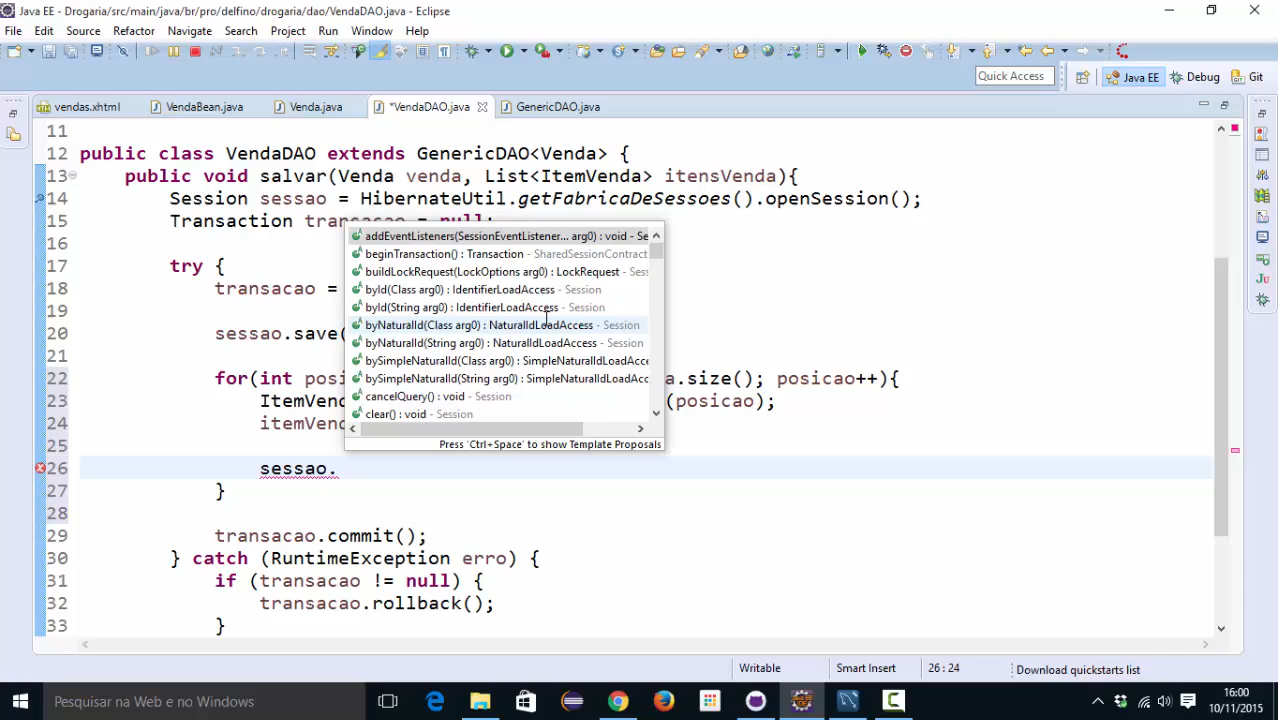 Java EE - Drogaria/src/main/java/br/pro/delfino/drogaria/dao/VendaDAO.java - Eclipse
File Edit Source Refactor Navigate Search Project Run Window Help
Quick Access
Java EE
Debug
Git
vendas.xhtml
VendaBean.java
Venda.java
*VendaDAO.java
GenericDAO.java
11
12 public class VendaDAO extends GenericDAO<Venda> {
13 public void salvar(Venda venda, List<ItemVenda> itensVenda){
14 Session sessao = HibernateUtil.getFabricaDeSessoes().openSession();
15 Transaction transacao = null;
16
17 try {
18 transacao =
19
20 sessao.save(
21
22 for(int posi a.size(); posicao++){
23 ItemVend (posicao);
24 itemVend
25
26 sessao.
27 }
28
29 transacao.commit();
30 } catch (RuntimeException erro) {
31 if (transacao != null) {
32 transacao.rollback();
33 }
addEventListeners(SessionEventListener... arg0) : void - Se
beginTransaction() : Transaction - SharedSessionContract
buildLockRequest(LockOptions arg0) : LockRequest - Sess
byId(Class arg0) : IdentifierLoadAccess - Session
byId(String arg0) : IdentifierLoadAccess - Session
byNaturalId(Class arg0) : NaturalIdLoadAccess - Session
byNaturalId(String arg0) : NaturalIdLoadAccess - Session
bySimpleNaturalId(Class arg0) : SimpleNaturalIdLoadAcce
bySimpleNaturalId(String arg0) : SimpleNaturalIdLoadAcc
cancelQuery() : void - Session
clear() : void - Session
Press 'Ctrl+Space' to show Template Proposals
Writable
Smart Insert
26 : 24
Download quickstarts list
Pesquisar na Web e no Windows
16:00
10/11/2015